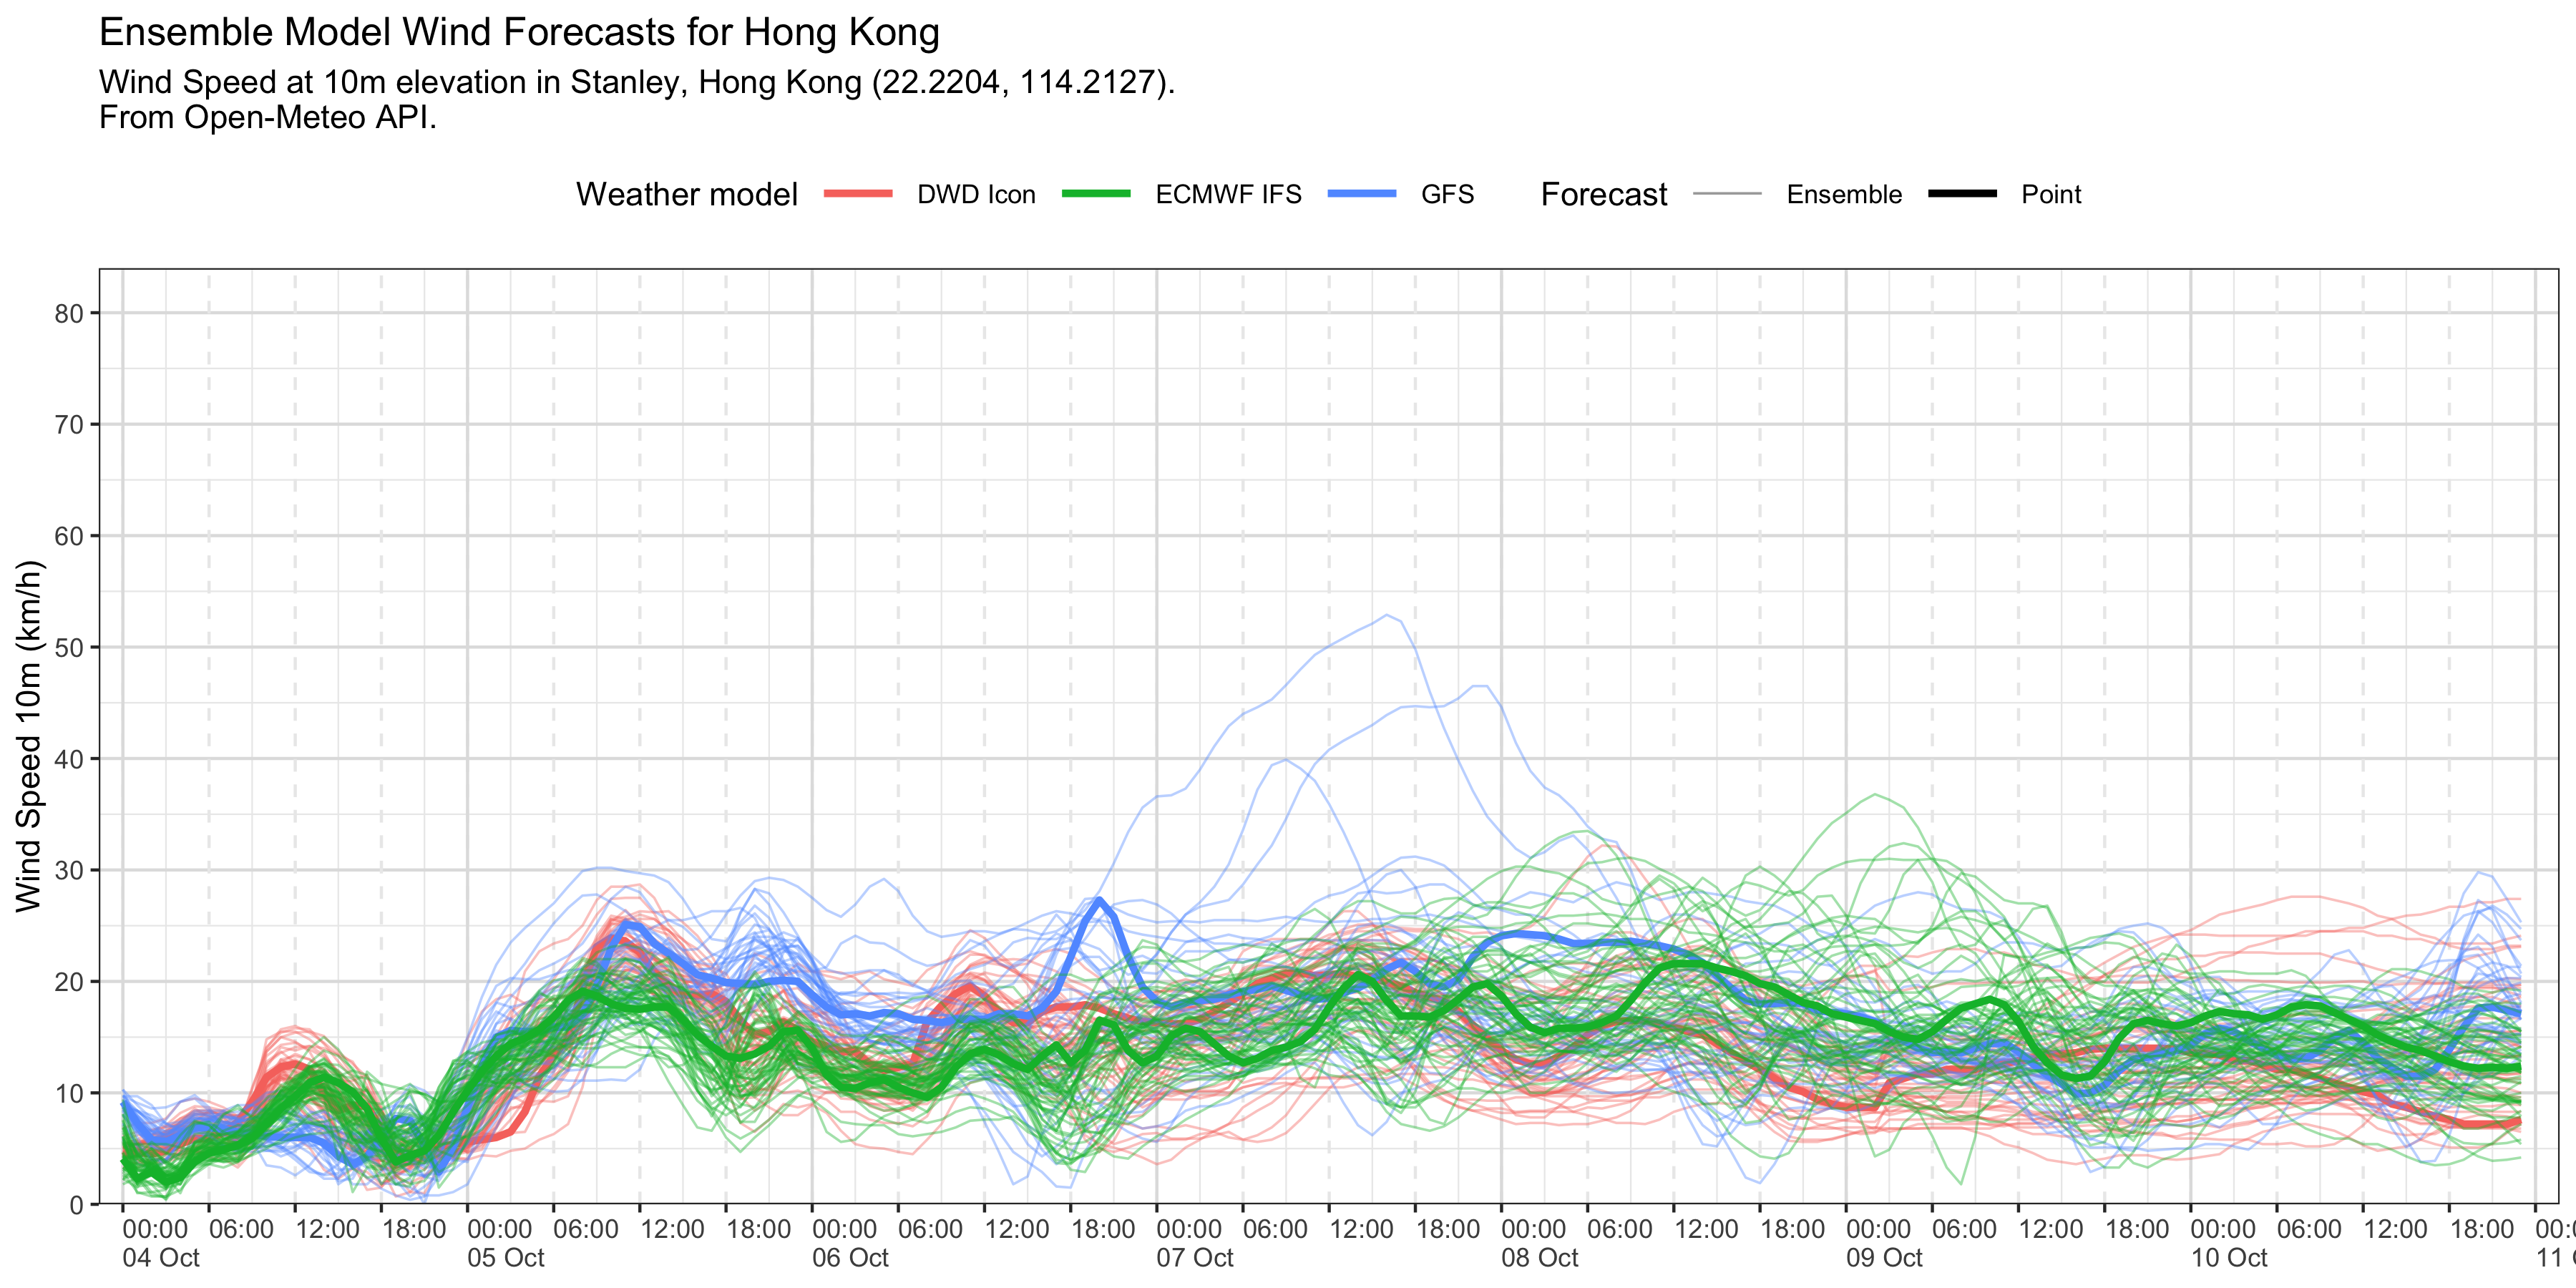 Ensemble Model Wind Forecasts for Hong Kong
Wind Speed at 10m elevation in Stanley, Hong Kong (22.2204, 114.2127).
From Open-Meteo API.
Weather model DWD Icon ECMWF IFS GFS Forecast Ensemble Point
Wind Speed 10m (km/h)
80
70
60
50
40
30
20
10
0
00:00 06:00 12:00 18:00 00:00 06:00 12:00 18:00 00:00 06:00 12:00 18:00 00:00 06:00 12:00 18:00 00:00 06:00 12:00 18:00 00:00 06:00 12:00 18:00 00:00 06:00 12:00 18:00 00:0
04 Oct 05 Oct 06 Oct 07 Oct 08 Oct 09 Oct 10 Oct 11